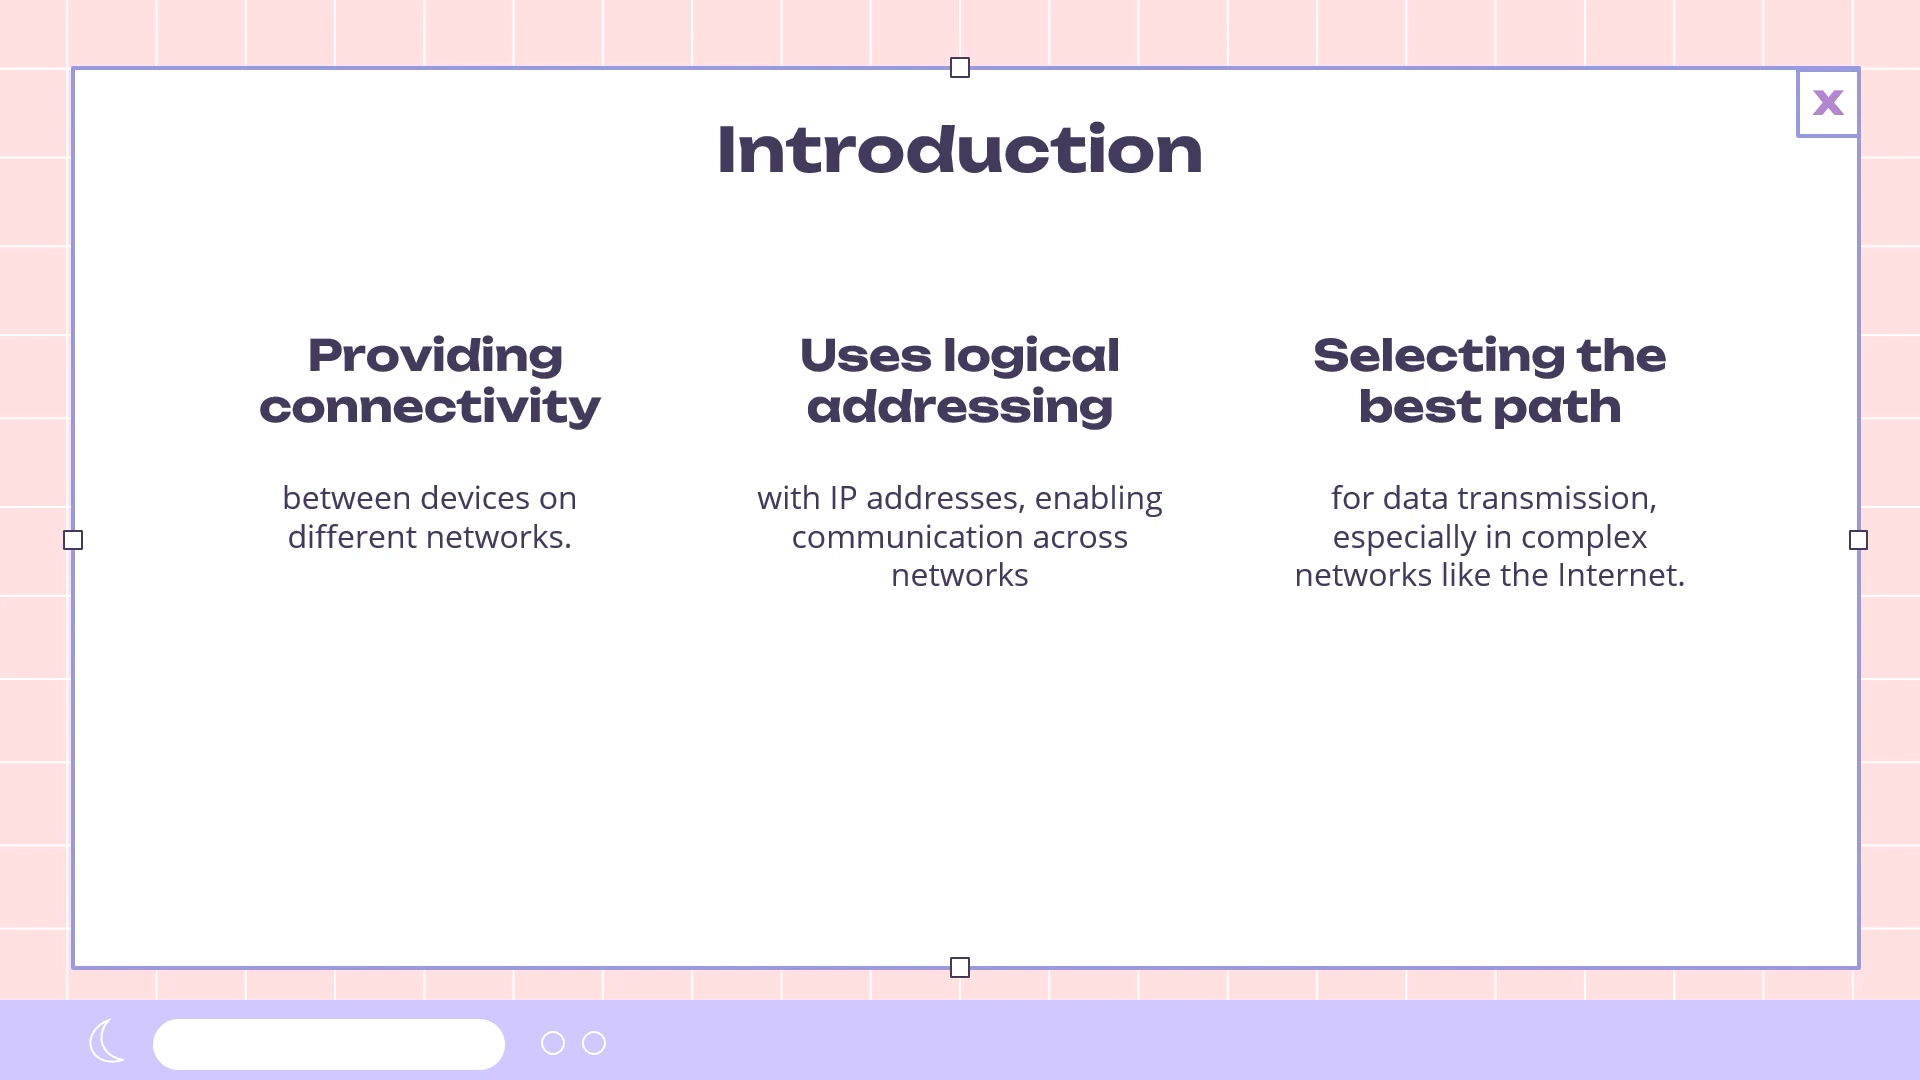 X
Introduction
Providing
connectivity
between devices on
different networks.
Uses logical
addressing
with IP addresses, enabling
communication across
networks
Selecting the
best path
for data transmission,
especially in complex
networks like the Internet.